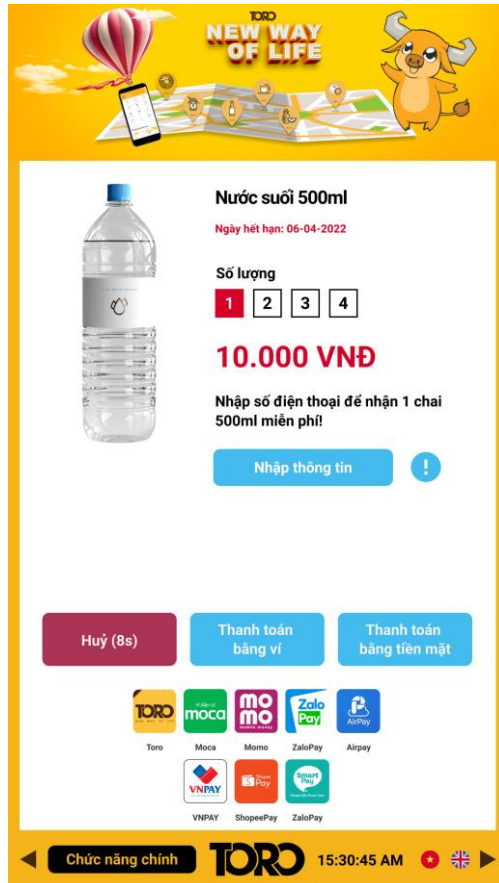 TORO
NEW WAY
OF LIFE
Nước suối 500ml
Ngày hết hạn: 06-04-2022
Số lượng
1 2 3 4
10.000 VNĐ
Nhập số điện thoại để nhận 1 chai
500ml miễn phí!
Nhập thông tin !
Huỷ (8s)
Thanh toán
bằng ví
Thanh toán
bằng tiền mặt
TORO
moca
mo
mo
Zalo
Pay
AirPay
Toro Moca Momo ZaloPay Airpay
VNPAY
Pay
Smart
Pay
VNPAY ShopeePay ZaloPay
Chức năng chính TORO 15:30:45 AM